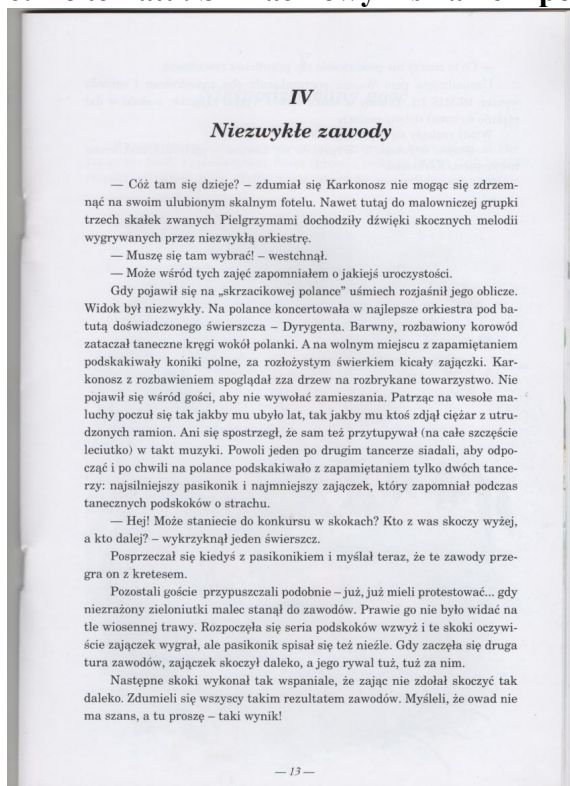 IV
Niezwykłe zawody
— Cóż tam się dzieje? – zdumiał się Karkonosz nie mogąc się zdrzem-
nąć na swoim ulubionym skalnym fotelu. Nawet tutaj do malowniczej grupki
trzech skałek zwanych Pielgrzymami dochodziły dźwięki skocznych melodii
wygrywanych przez niezwykłą orkiestrę.
— Muszę się tam wybrać! – westchnął.
— Może wśród tych zajęć zapomniałem o jakiejś uroczystości.
Gdy pojawił się na „skrzacikowej polance” uśmiech rozjaśnił jego oblicze.
Widok był niezwykły. Na polance koncertowała w najlepsze orkiestra pod ba-
tutą doświadczonego świerszcza – Dyrygenta. Barwny, rozbawiony korowód
zataczał taneczne kręgi wokół polanki. A na wolnym miejscu z zapamiętaniem
podskakiwały koniki polne, za rozłożystym świerkiem kicały zajączki. Kar-
konosz z rozbawieniem spoglądał zza drzew na rozbrykane towarzystwo. Nie
pojawił się wśród gości, aby nie wywołać zamieszania. Patrząc na wesołe ma-
luchy poczuł się tak jakby mu ubyło lat, tak jakby mu ktoś zdjął ciężar z utru-
dzonych ramion. Ani się spostrzegł, że sam też przytupywał (na całe szczęście
leciutko) w takt muzyki. Powoli jeden po drugim tancerze siadali, aby odpo-
cząć i po chwili na polance podskakiwało z zapamiętaniem tylko dwóch tance-
rzy: najsilniejszy pasikonik i najmniejszy zajączek, który zapomniał podczas
tanecznych podskoków o strachu.
— Hej! Może staniecie do konkursu w skokach? Kto z was skoczy wyżej,
a kto dalej? – wykrzyknął jeden świerszcz.
Posprzeczał się kiedyś z pasikonikiem i myślał teraz, że te zawody prze-
gra on z kretesem.
Pozostali goście przypuszczali podobnie – już, już mieli protestować... gdy
niezrażony zieloniutki malec stanął do zawodów. Prawie go nie było widać na
tle wiosennej trawy. Rozpoczęła się seria podskoków wzwyż i te skoki oczywi-
ście zajączek wygrał, ale pasikonik spisał się też nieźle. Gdy zaczęła się druga
tura zawodów, zajączek skoczył daleko, a jego rywal tuż, tuż za nim.
Następne skoki wykonał tak wspaniale, że zając nie zdołał skoczyć tak
daleko. Zdumieli się wszyscy takim rezultatem zawodów. Myśleli, że owad nie
ma szans, a tu proszę – taki wynik!
— 13 —